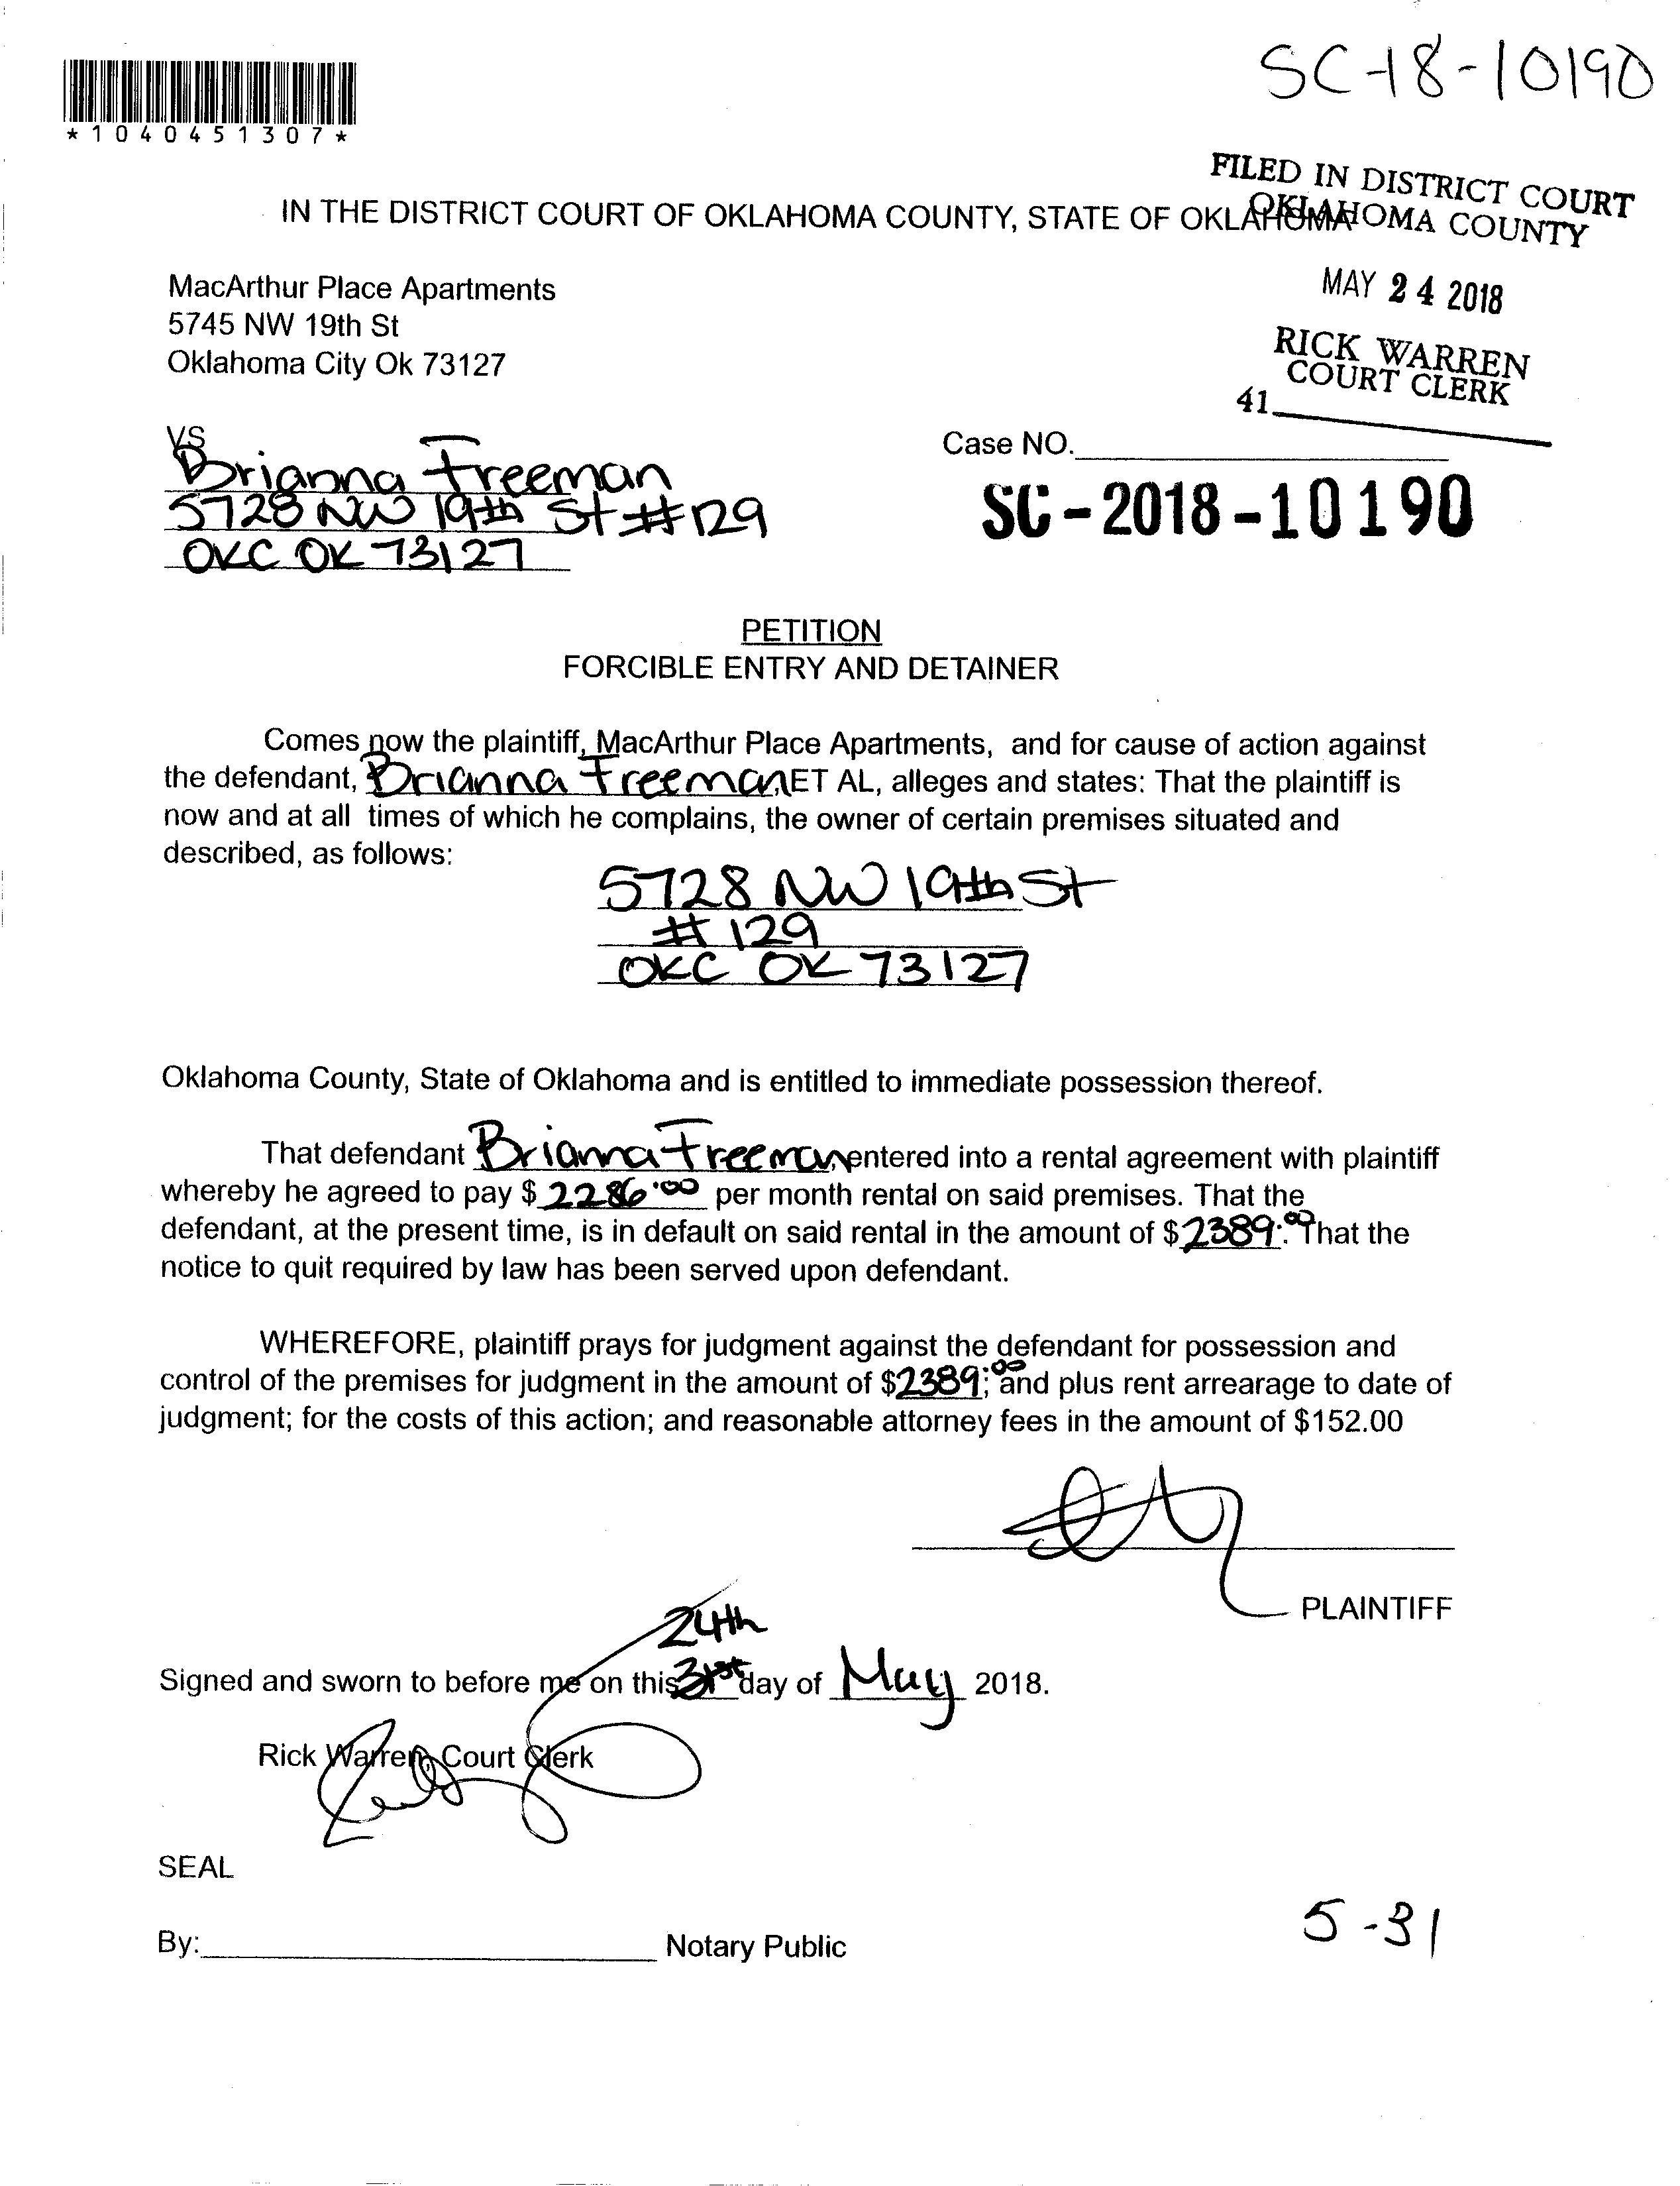 SC-18-10190
*1040451307*
FILED IN DISTRICT COURT
OKLAHOMA COUNTY
IN THE DISTRICT COURT OF OKLAHOMA COUNTY, STATE OF OKLAHOMA
MAY 24 2018
RICK WARREN
COURT CLERK
41
MacArthur Place Apartments
5745 NW 19th St
Oklahoma City Ok 73127
VS
Brianna Freeman
5728 NW 19th St #129
OKC OK 73127
Case NO.
SC-2018-10190
PETITION
FORCIBLE ENTRY AND DETAINER
Comes now the plaintiff, MacArthur Place Apartments, and for cause of action against
the defendant, Brianna Freeman, ET AL, alleges and states: That the plaintiff is
now and at all times of which he complains, the owner of certain premises situated and
described, as follows:
5728 NW 19th St
#129
OKC OK 73127
Oklahoma County, State of Oklahoma and is entitled to immediate possession thereof.
That defendant Brianna Freeman, entered into a rental agreement with plaintiff
whereby he agreed to pay $ 2286.00 per month rental on said premises. That the
defendant, at the present time, is in default on said rental in the amount of $2389.00. That the
notice to quit required by law has been served upon defendant.
WHEREFORE, plaintiff prays for judgment against the defendant for possession and
control of the premises for judgment in the amount of $2389.00; and plus rent arrearage to date of
judgment; for the costs of this action; and reasonable attorney fees in the amount of $152.00
PLAINTIFF
24th
Signed and sworn to before me on this 31st day of May 2018.
Rick Warren, Court Clerk
SEAL
By: Notary Public
5-31